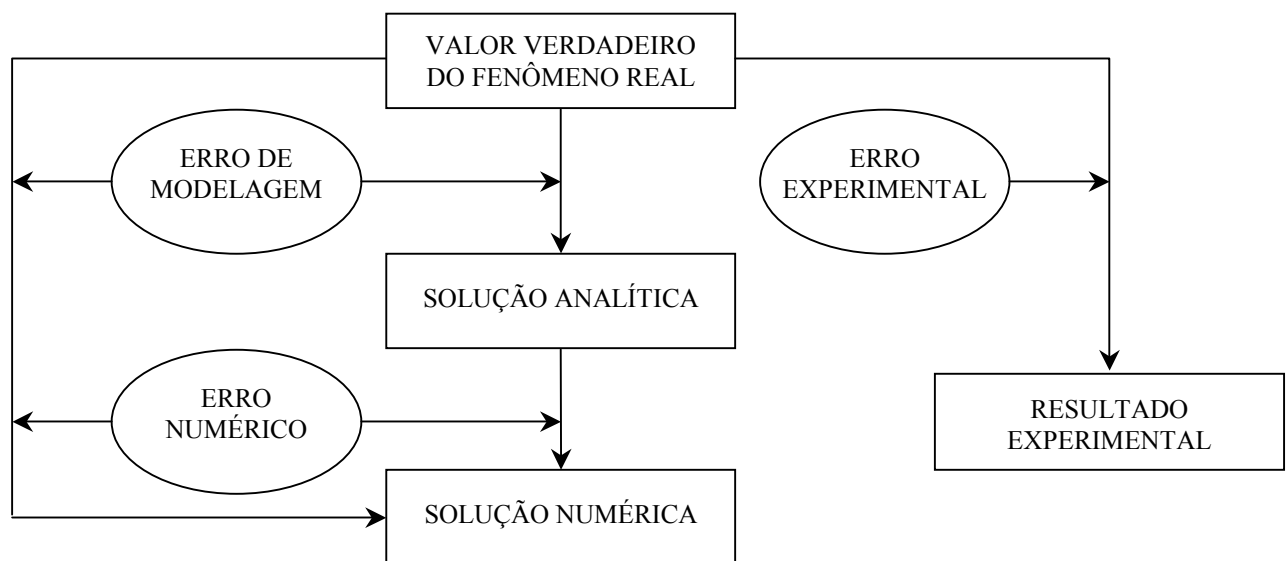 VALOR VERDADEIRO
DO FENÔMENO REAL
ERRO DE
MODELAGEM
ERRO
EXPERIMENTAL
SOLUÇÃO ANALÍTICA
ERRO
NUMÉRICO
RESULTADO
EXPERIMENTAL
SOLUÇÃO NUMÉRICA